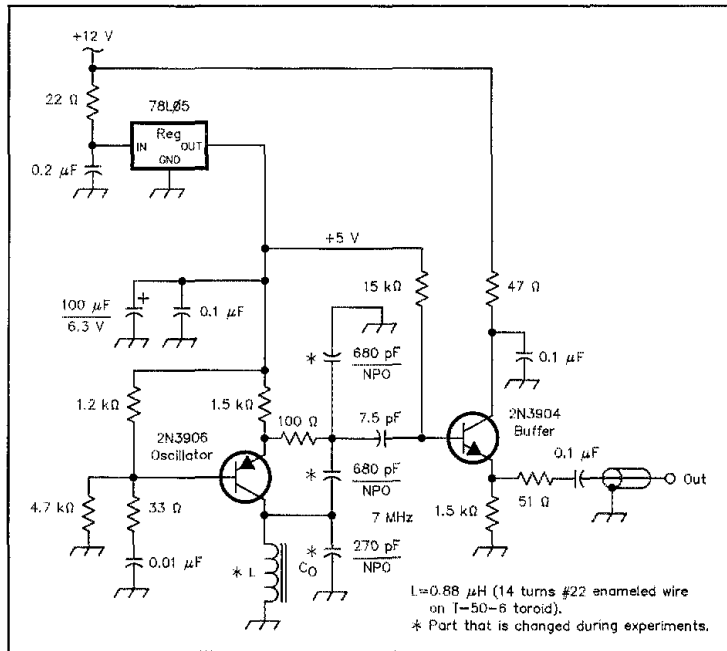 +12 V
22 Ω
78LØ5
Reg
IN
OUT
GND
0.2 μF
+5 V
100 μF
6.3 V
+
0.1 μF
15 kΩ
47 Ω
0.1 μF
* 680 pF
NPO
1.2 kΩ
1.5 kΩ
100 Ω
7.5 pF
2N3906
Oscillator
2N3904
Buffer
* 680 pF
NPO
0.1 μF
Out
51 Ω
4.7 kΩ
33 Ω
7 MHz
1.5 kΩ
0.01 μF
* L
* 270 pF
CO
NPO
L=0.88 μH (14 turns #22 enameled wire
on T-50-6 toroid).
* Part that is changed during experiments.